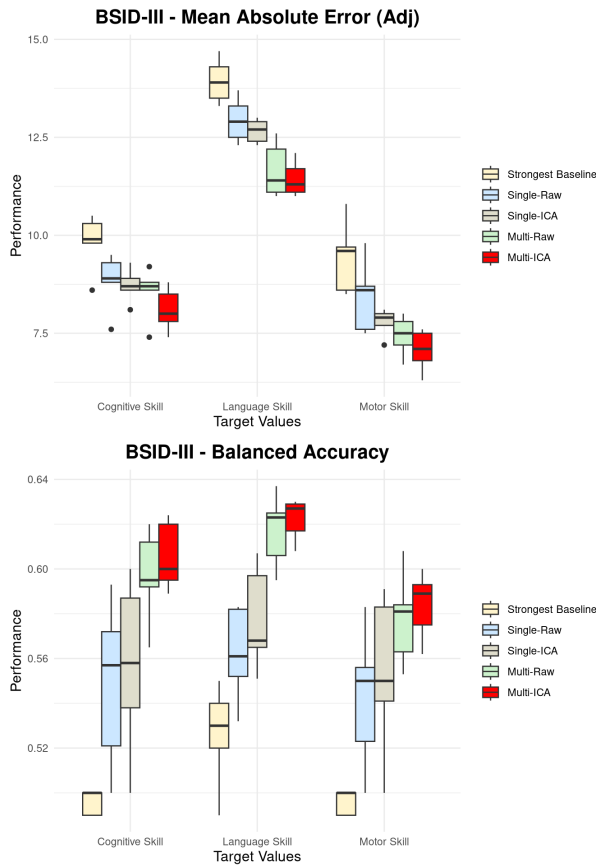 BSID-III - Mean Absolute Error (Adj)
15.0
12.5
10.0
7.5
Performance
Cognitive Skill
Language Skill
Motor Skill
Target Values
Strongest Baseline
Single-Raw
Single-ICA
Multi-Raw
Multi-ICA
BSID-III - Balanced Accuracy
0.64
0.60
0.56
0.52
Performance
Cognitive Skill
Language Skill
Motor Skill
Target Values
Strongest Baseline
Single-Raw
Single-ICA
Multi-Raw
Multi-ICA